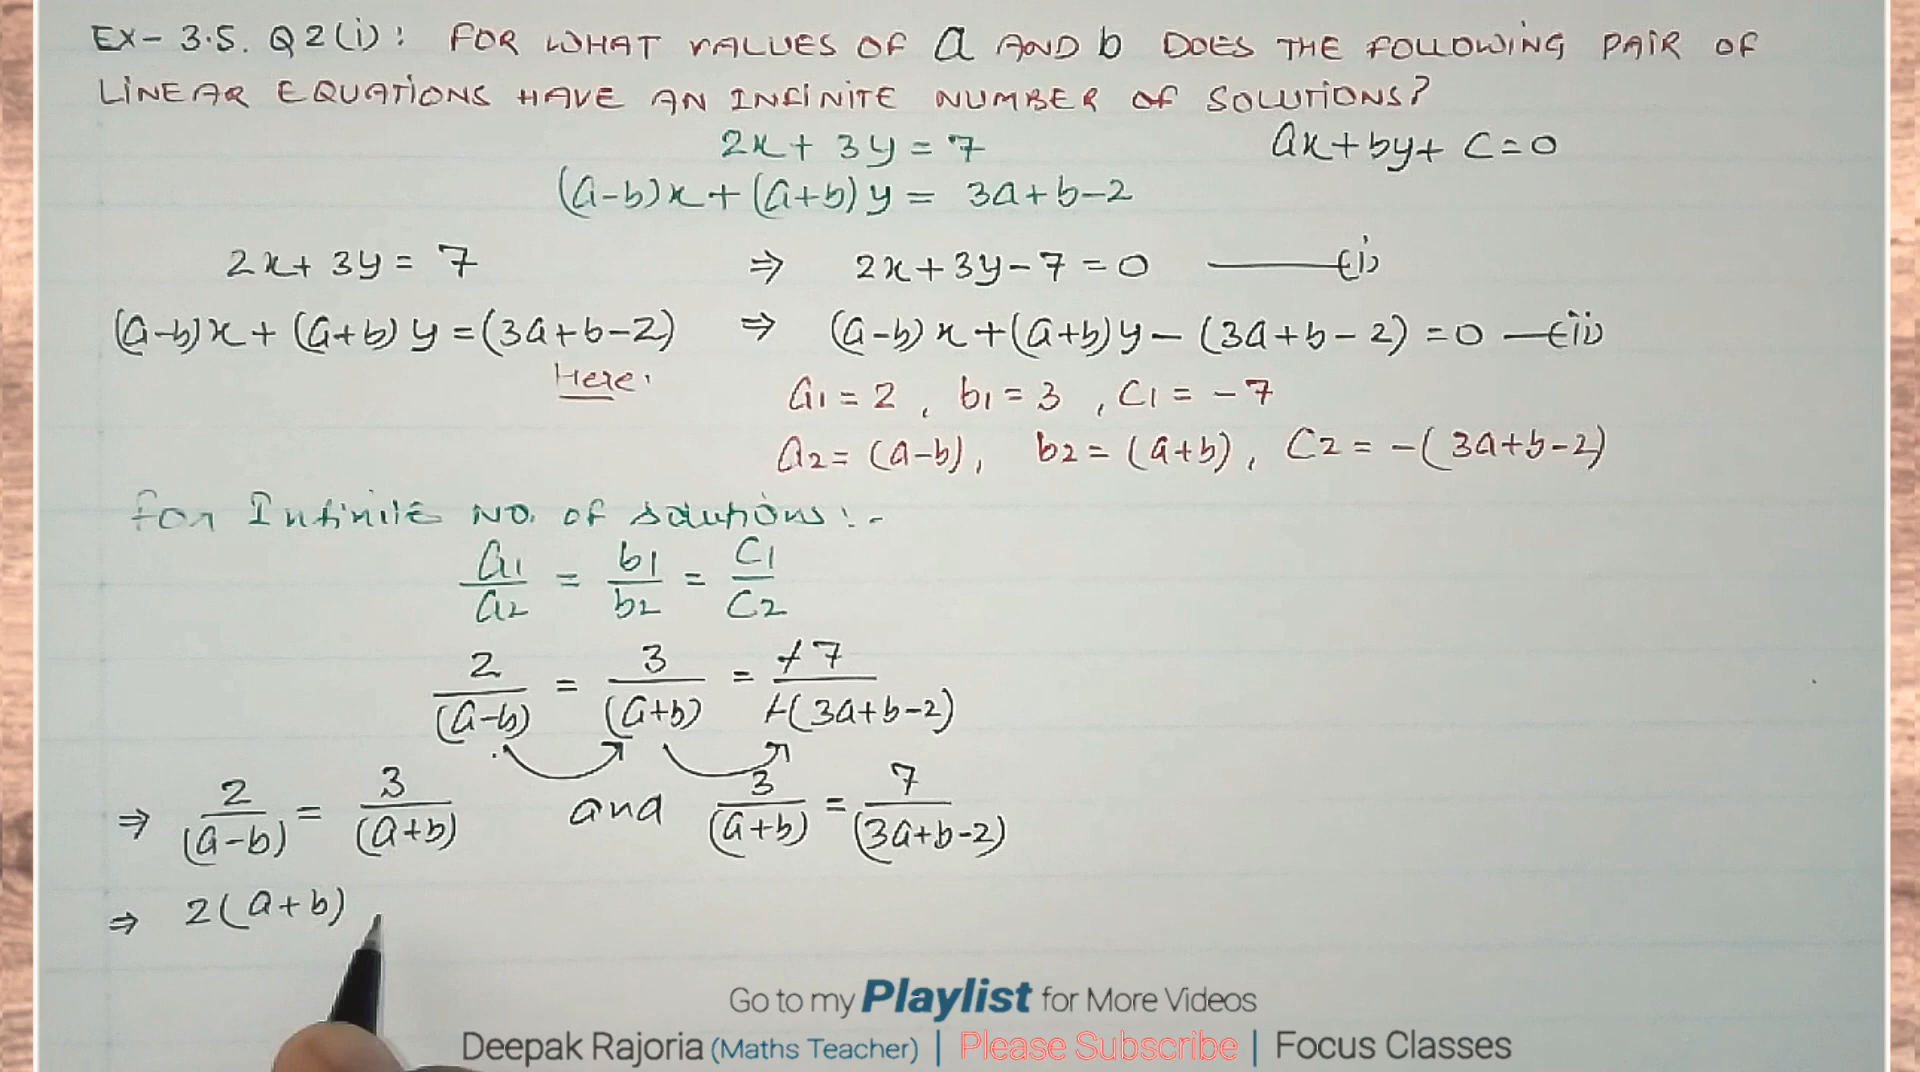 EX- 3.5. Q2(i): FOR WHAT VALUES OF a AND b DOES THE FOLLOWING PAIR OF
LINEAR EQUATIONS HAVE AN INFINITE NUMBER OF SOLUTIONS?
2x + 3y = 7 ax+by+c=0
(a-b)x+(a+b)y = 3a+b-2
2x+3y = 7 ⇒ 2x+3y-7=0 —(i)
(a-b)x+(a+b)y=(3a+b-2) ⇒ (a-b)x+(a+b)y-(3a+b-2)=0 —(ii)
Here, a1=2, b1=3, c1=-7
a2=(a-b), b2=(a+b), c2=-(3a+b-2)
for Infinite NO. of solutions:-
a1/a2 = b1/b2 = c1/c2
2/(a-b) = 3/(a+b) = -7/-(3a+b-2)
⇒ 2/(a-b) = 3/(a+b) and 3/(a+b) = 7/(3a+b-2)
⇒ 2(a+b)
Go to my Playlist for More Videos
Deepak Rajoria (Maths Teacher) | Please Subscribe | Focus Classes